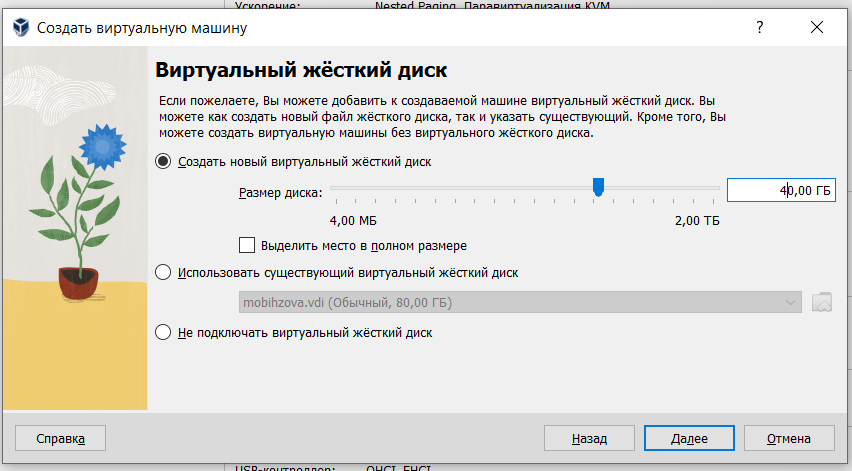 Ускорение: Nested Paging, Паравиртуализация KVM
Создать виртуальную машину
?
Виртуальный жёсткий диск
Если пожелаете, Вы можете добавить к создаваемой машине виртуальный жёсткий диск. Вы
можете как создать новый файл жёсткого диска, так и указать существующий. Кроме того, Вы
можете создать виртуальную машины без виртуального жёсткого диска.
Создать новый виртуальный жёсткий диск
Размер диска: 40,00 ГБ
4,00 МБ 2,00 ТБ
Выделить место в полном размере
Использовать существующий виртуальный жёсткий диск
mobihzova.vdi (Обычный, 80,00 ГБ)
Не подключать виртуальный жёсткий диск
Справка Назад Далее Отмена
USB-контроллер: OHCI, EHCI